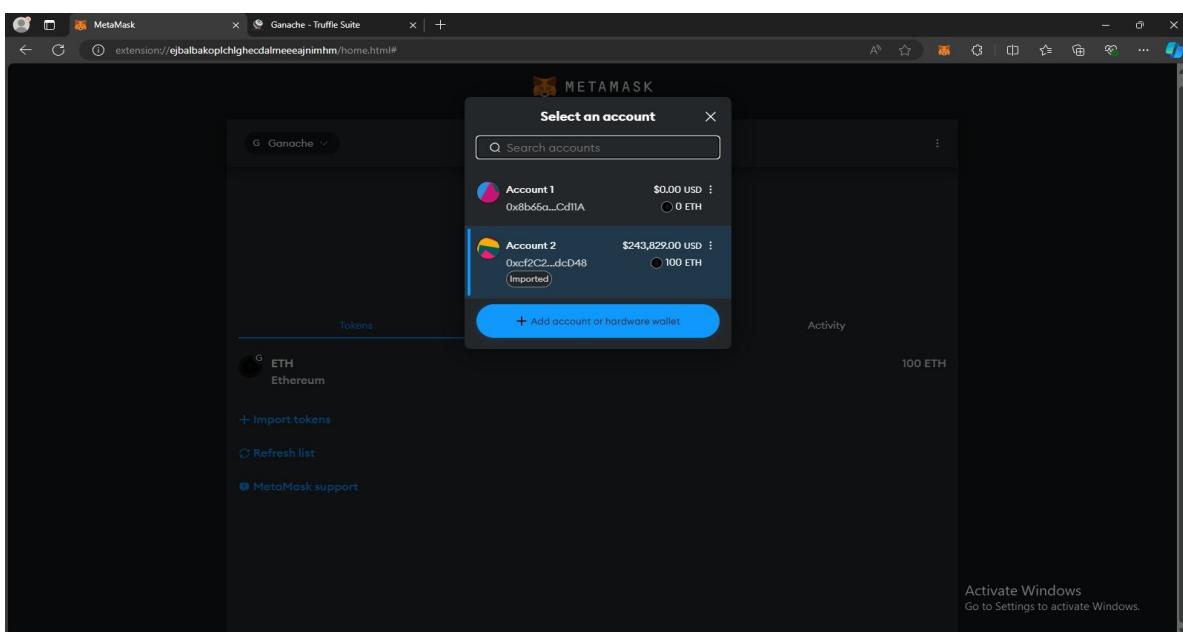 MetaMask
Ganache - Truffle Suite
extension://ejbalbakoplchlghecdalmeeeajnimhm/home.html#
METAMASK
Select an account
G Ganache
Search accounts
Account 1 $0.00 USD
0x8b65a...Cd11A 0 ETH
Account 2 $243,829.00 USD
0xcf2C2...dcD48 100 ETH
Imported
+ Add account or hardware wallet
Tokens Activity
G
ETH 100 ETH
Ethereum
+ Import tokens
Refresh list
MetaMask support
Activate Windows
Go to Settings to activate Windows.